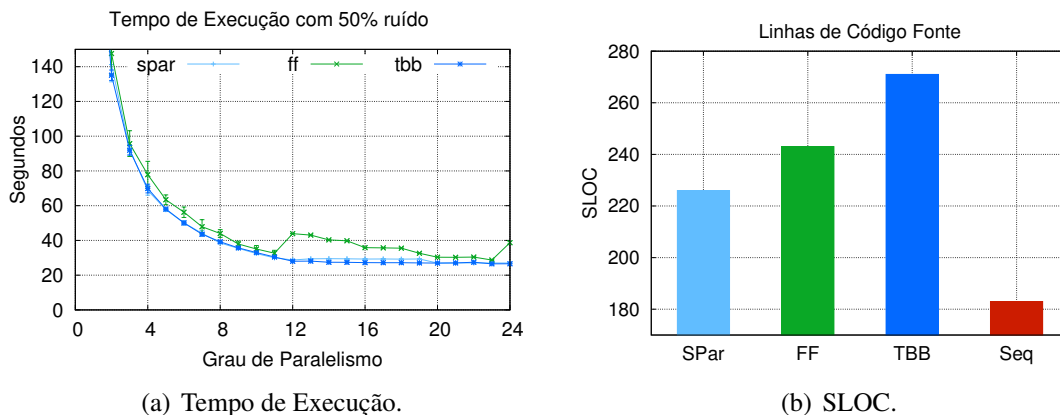 Tempo de Execução com 50% ruído
spar ff tbb
140
120
100
80
60
40
20
0
Segundos
0 4 8 12 16 20 24
Grau de Paralelismo
(a) Tempo de Execução.
Linhas de Código Fonte
280
260
240
220
200
180
SLOC
SPar FF TBB Seq
(b) SLOC.